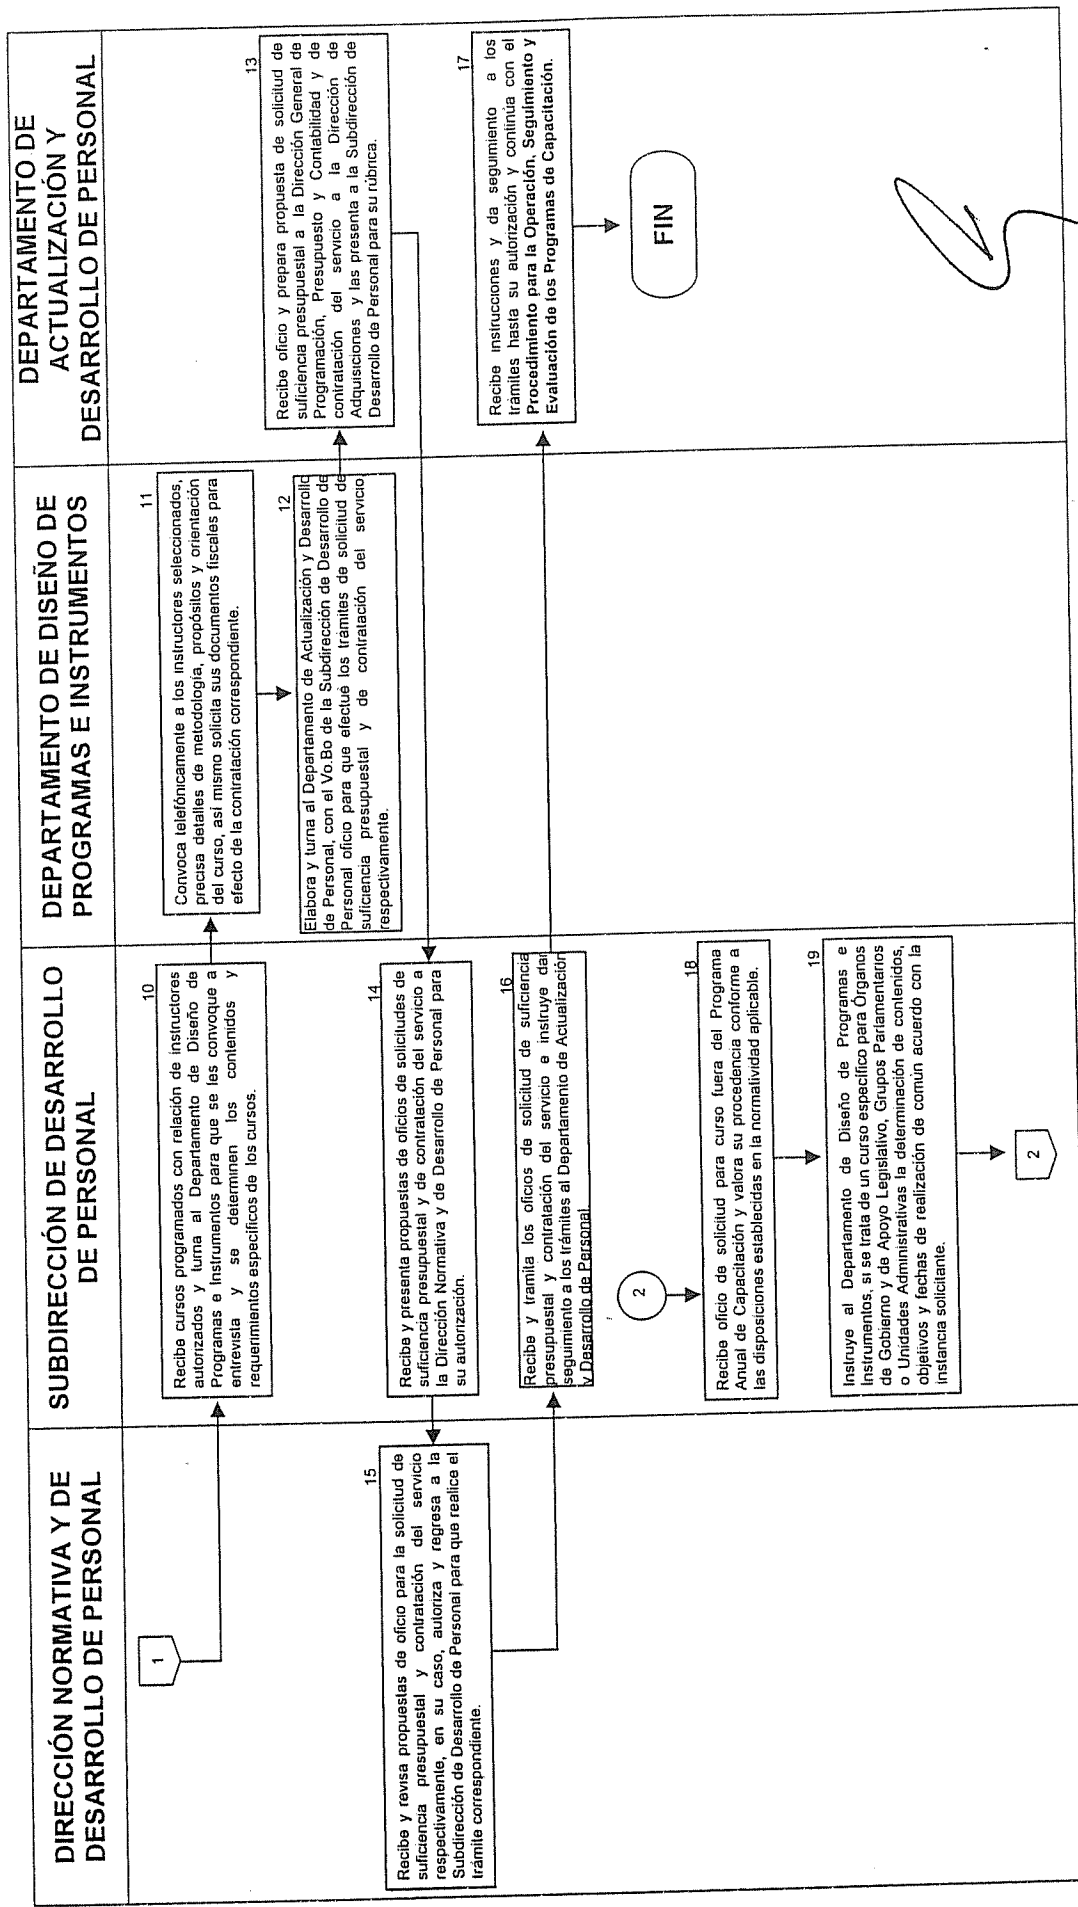 DIRECCIÓN NORMATIVA Y DE
DESARROLLO DE PERSONAL
SUBDIRECCIÓN DE DESARROLLO
DE PERSONAL
DEPARTAMENTO DE DISEÑO DE
PROGRAMAS E INSTRUMENTOS
DEPARTAMENTO DE
ACTUALIZACIÓN Y
DESARROLLO DE PERSONAL
1
10
Recibe cursos programados con relación de instructores
autorizados y turna al Departamento de Diseño de
Programas e Instrumentos para que se les convoque a
entrevista y se determinen los contenidos y
requerimientos específicos de los cursos.
11
Convoca telefónicamente a los instructores seleccionados,
precisa detalles de metodología, propósitos y orientación
del curso, así mismo solicita sus documentos fiscales para
efecto de la contratación correspondiente.
12
Elabora y turna al Departamento de Actualización y Desarrollo
de Personal, con el Vo.Bo de la Subdirección de Desarrollo de
Personal oficio para que efectué los trámites de solicitud de
suficiencia presupuestal y de contratación del servicio,
respectivamente.
13
Recibe oficio y prepara propuesta de solicitud de
suficiencia presupuestal a la Dirección General de
Programación, Presupuesto y Contabilidad y de
contratación del servicio a la Dirección de
Adquisiciones y las presenta a la Subdirección de
Desarrollo de Personal para su rúbrica.
14
Recibe y presenta propuestas de oficios de solicitudes de
suficiencia presupuestal y de contratación del servicio a
la Dirección Normativa y de Desarrollo de Personal para
su autorización.
15
Recibe y revisa propuestas de oficio para la solicitud de
suficiencia presupuestal y contratación del servicio
respectivamente, en su caso, autoriza y regresa a la
Subdirección de Desarrollo de Personal para que realice el
trámite correspondiente.
16
Recibe y tramita los oficios de solicitud de suficiencia
presupuestal y contratación del servicio e instruye dar
seguimiento a los trámites al Departamento de Actualización
y Desarrollo de Personal
17
Recibe instrucciones y da seguimiento a los
trámites hasta su autorización y continúa con el
Procedimiento para la Operación, Seguimiento y
Evaluación de los Programas de Capacitación.
FIN
2
18
Recibe oficio de solicitud para curso fuera del Programa
Anual de Capacitación y valora su procedencia conforme a
las disposiciones establecidas en la normatividad aplicable.
19
Instruye al Departamento de Diseño de Programas e
Instrumentos, si se trata de un curso específico para Órganos
de Gobierno y de Apoyo Legislativo, Grupos Parlamentarios
o Unidades Administrativas la determinación de contenidos,
objetivos y fechas de realización de común acuerdo con la
instancia solicitante.
2